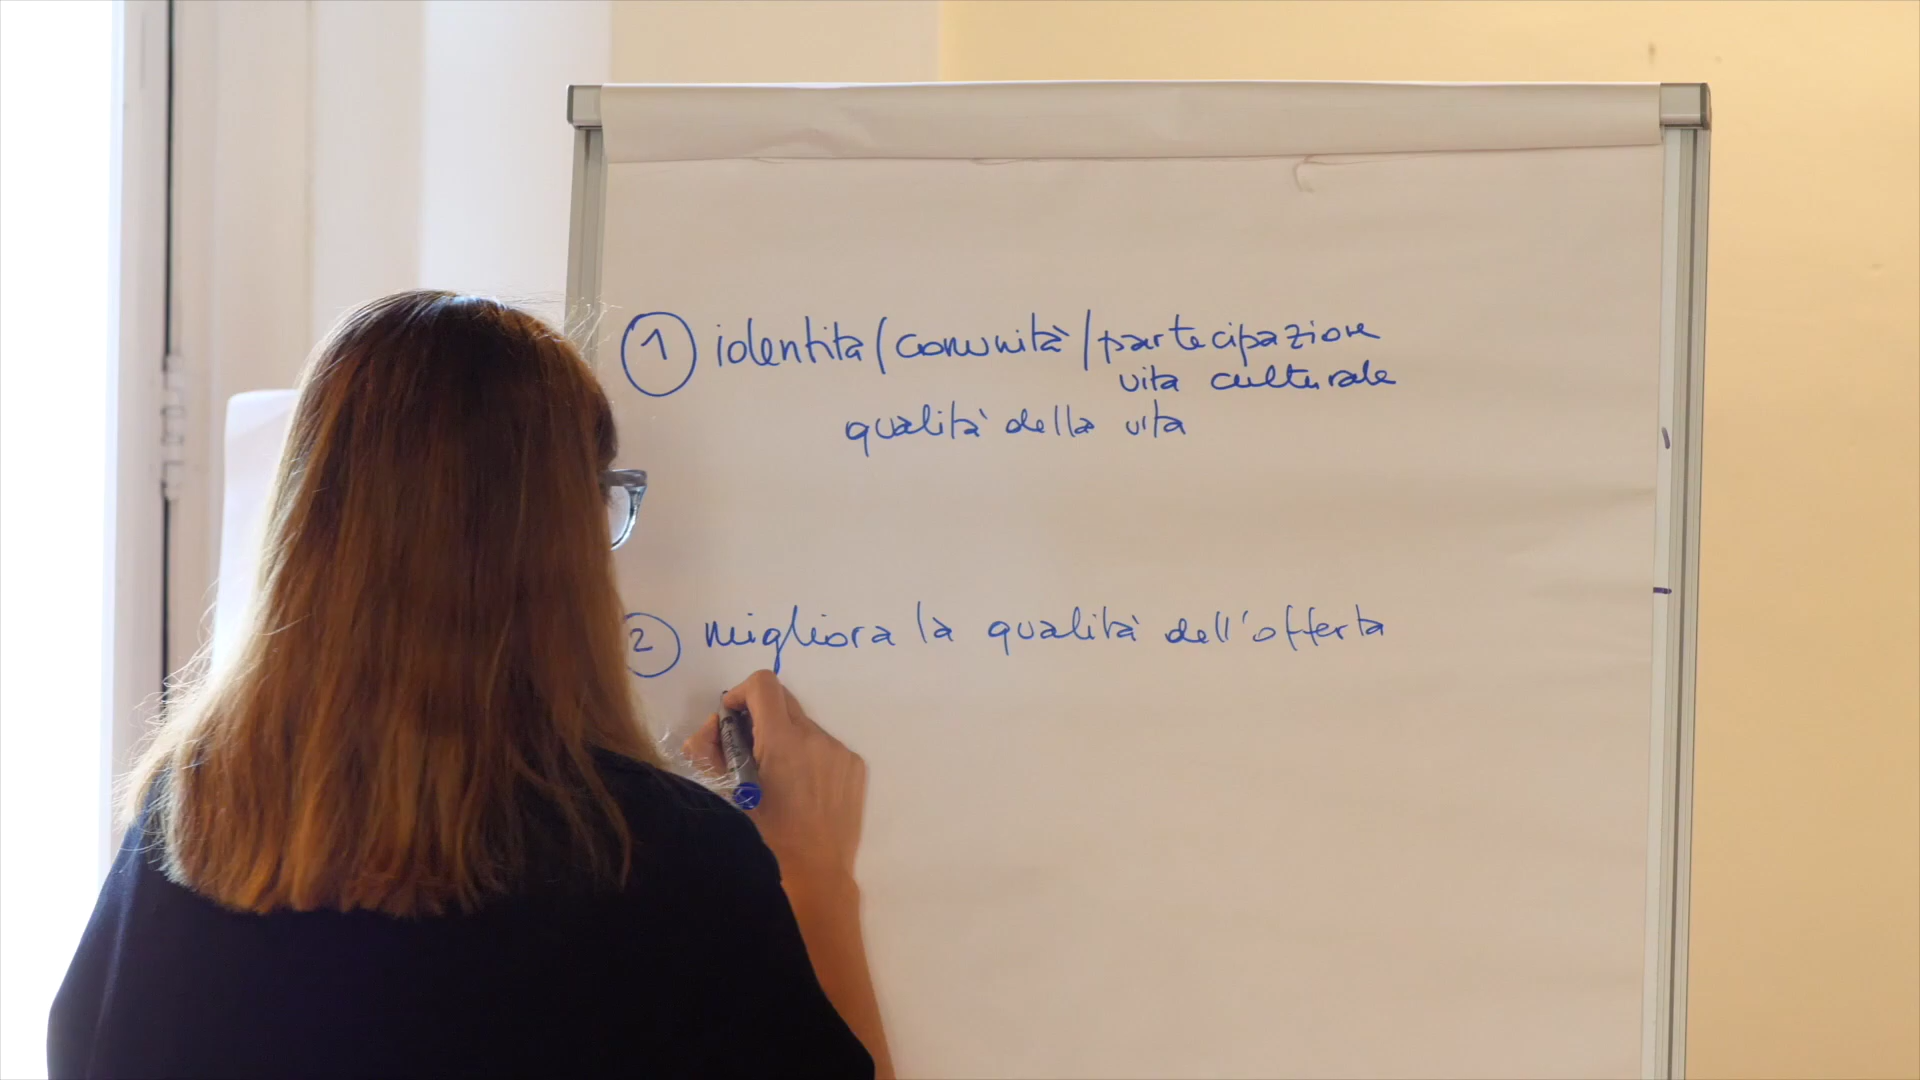 1 identità/comunità/partecipazione
vita culturale
qualità della vita
2 migliora la qualità dell'offerta